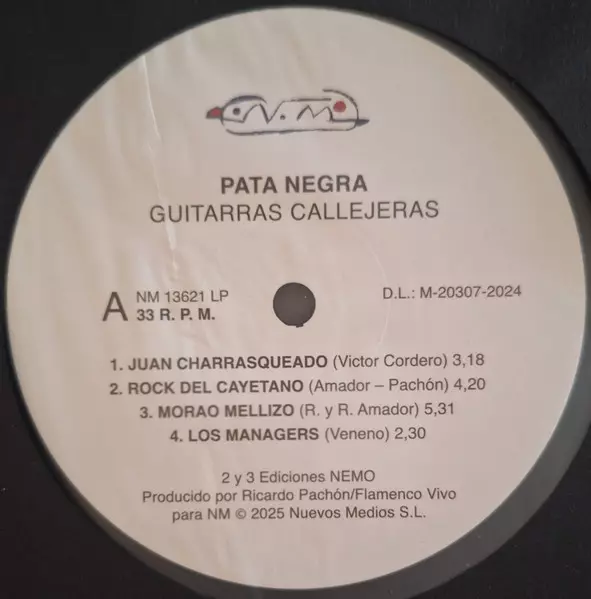 N.M
PATA NEGRA
GUITARRAS CALLEJERAS
A
NM 13621 LP
33 R. P. M.
D.L.: M-20307-2024
1. JUAN CHARRASQUEADO (Victor Cordero) 3,18
2. ROCK DEL CAYETANO (Amador – Pachón) 4,20
3. MORAO MELLIZO (R. y R. Amador) 5,31
4. LOS MANAGERS (Veneno) 2,30
2 y 3 Ediciones NEMO
Producido por Ricardo Pachón/Flamenco Vivo
para NM © 2025 Nuevos Medios S.L.